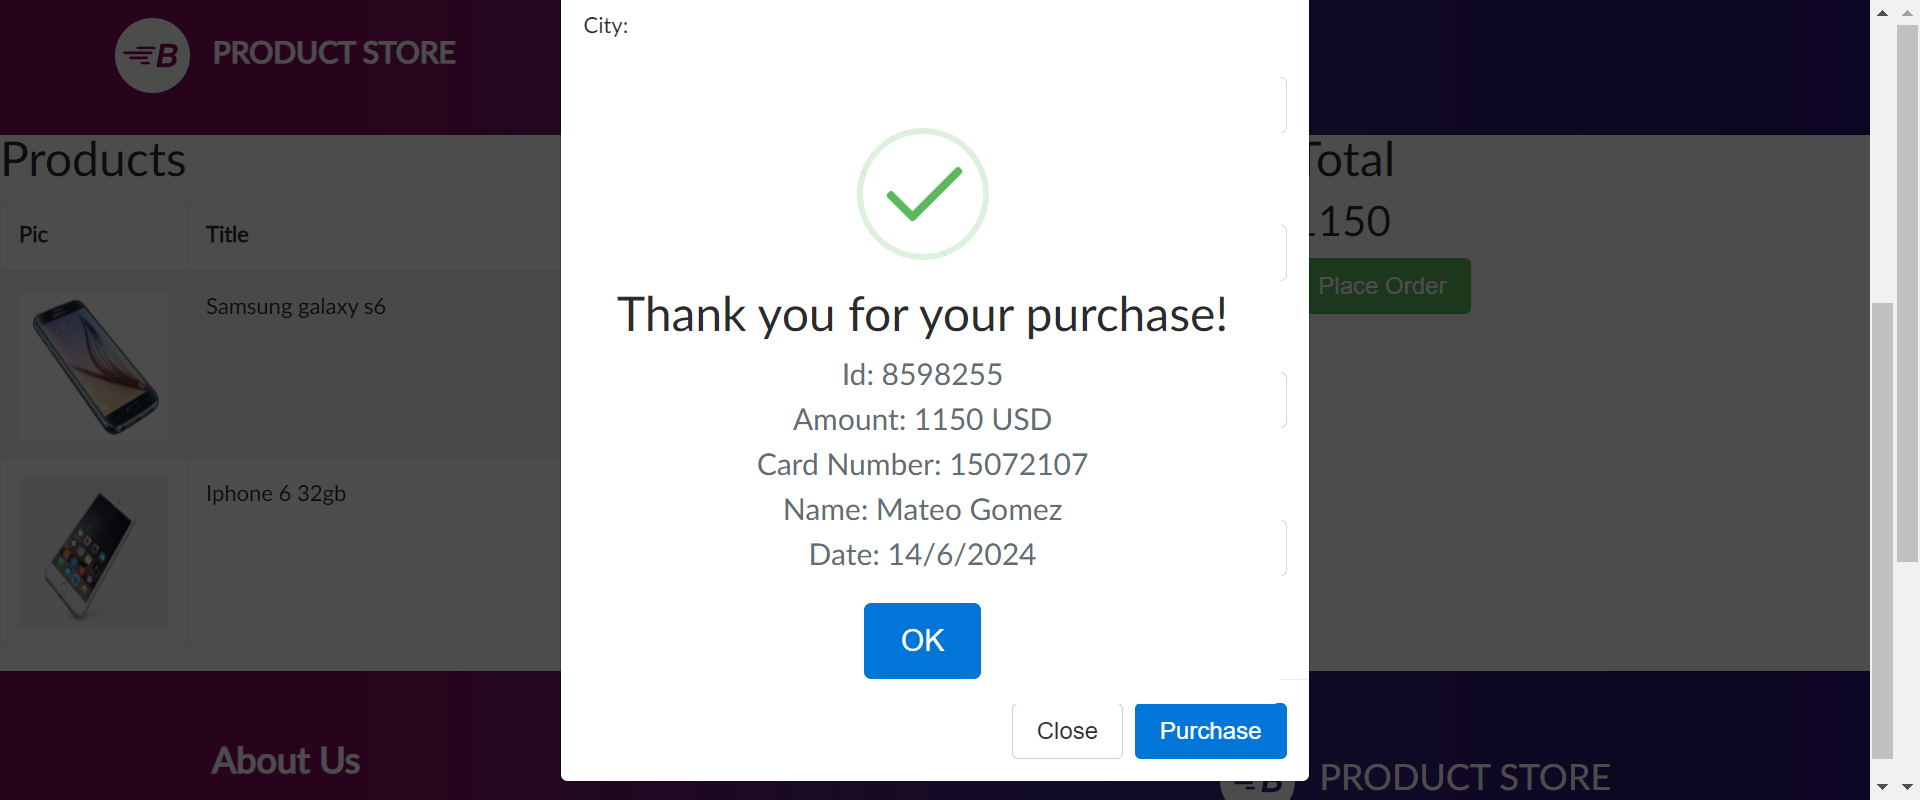 City:
B PRODUCT STORE
Products
Pic Title
Samsung galaxy s6
Iphone 6 32gb
Thank you for your purchase!
Id: 8598255
Amount: 1150 USD
Card Number: 15072107
Name: Mateo Gomez
Date: 14/6/2024
OK
Close Purchase
Total
1150
Place Order
About Us
B PRODUCT STORE